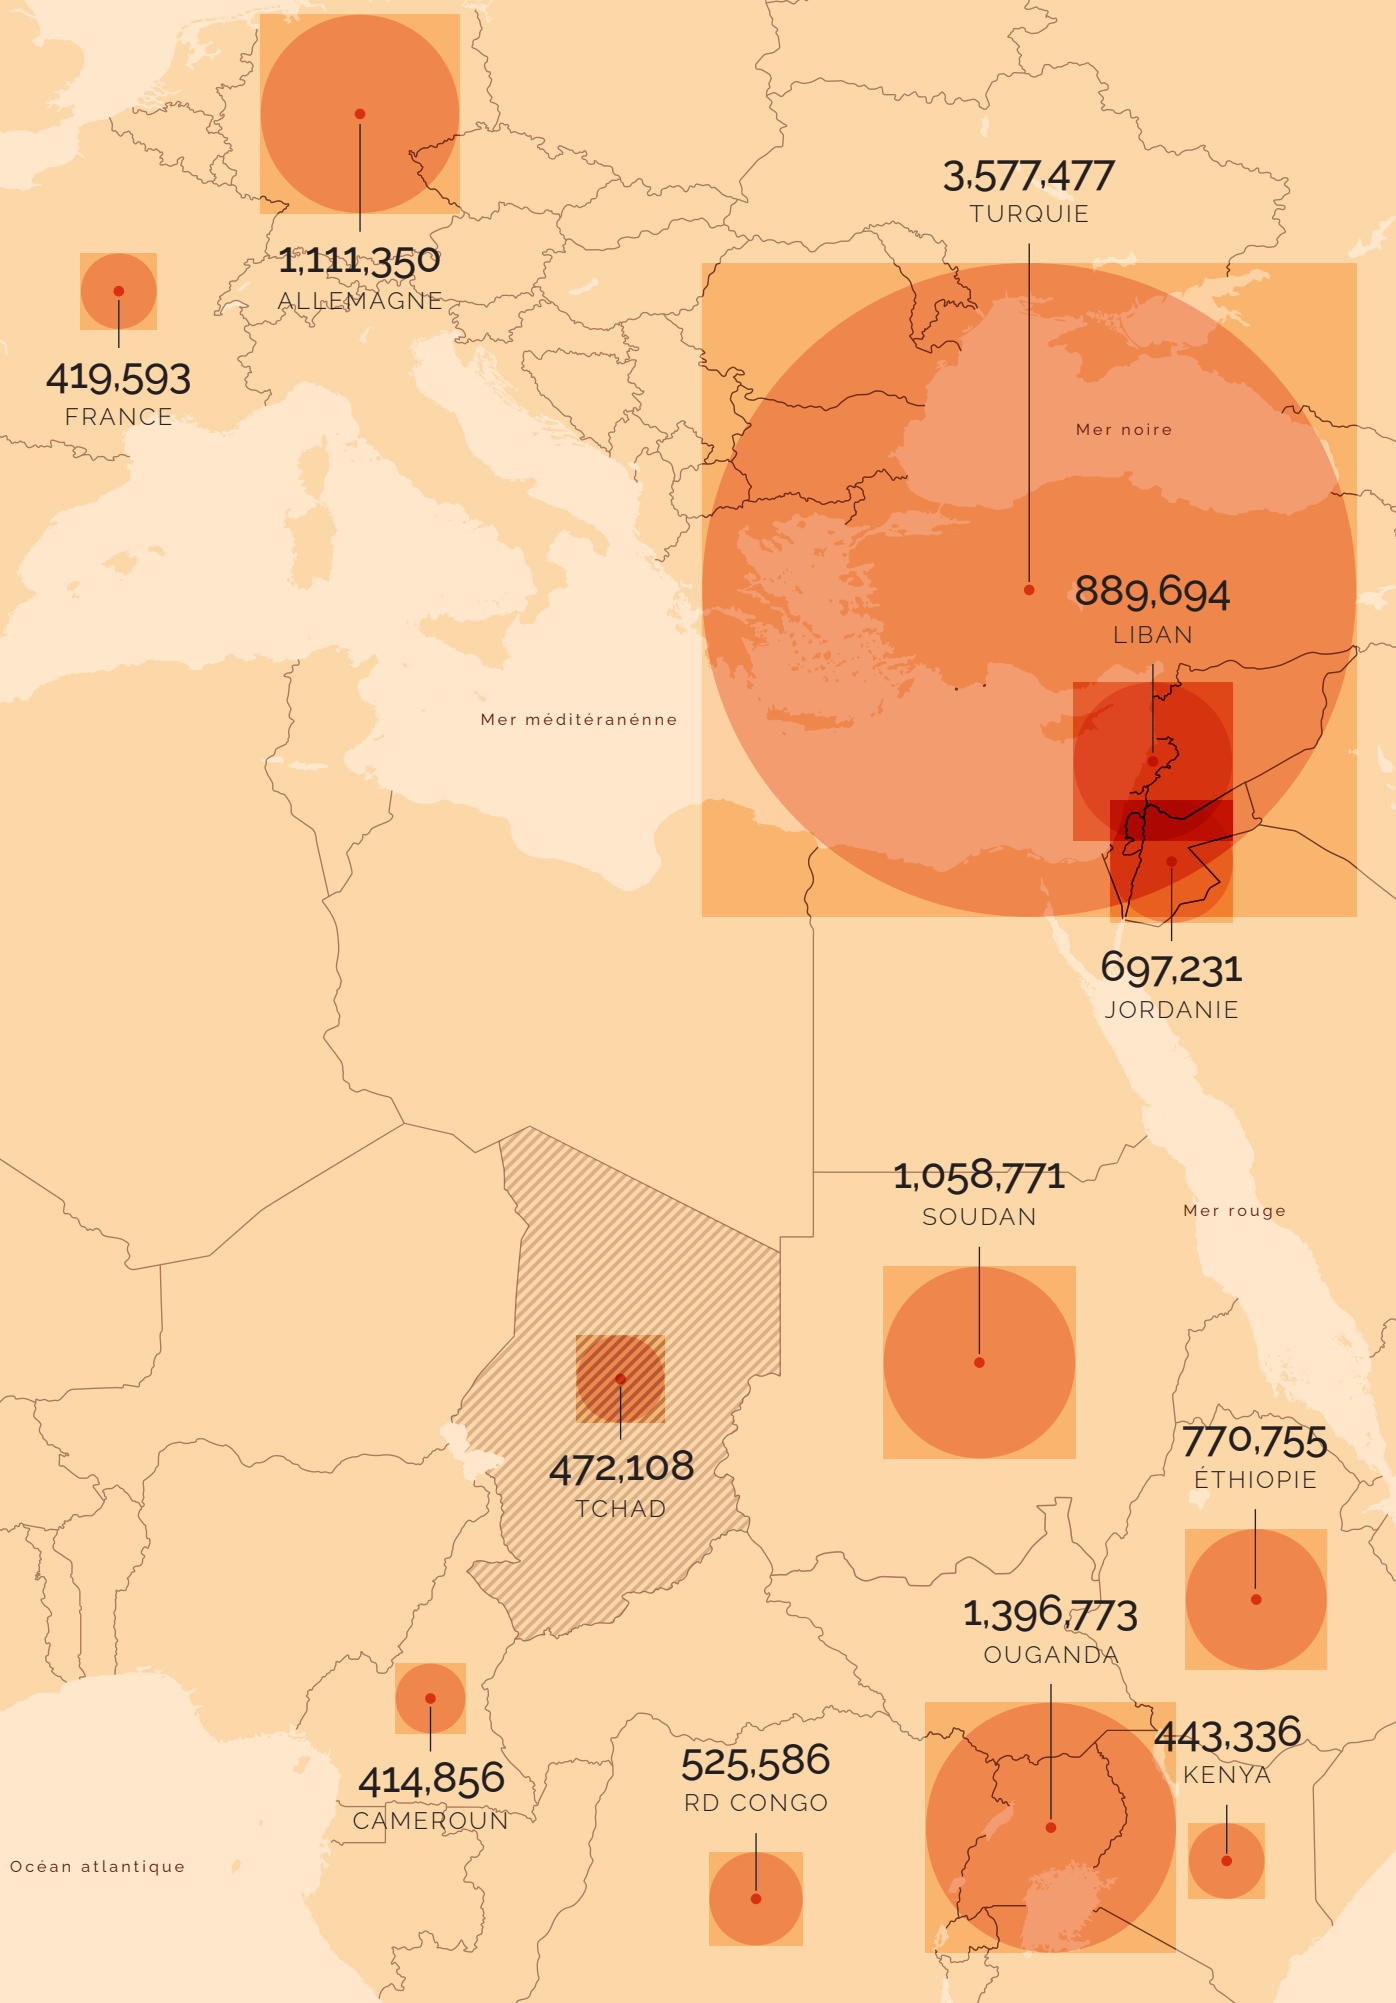 3,577,477
TURQUIE
1,111,350
ALLEMAGNE
419,593
FRANCE
Mer noire
889,694
LIBAN
Mer méditéranénne
697,231
JORDANIE
1,058,771
SOUDAN
Mer rouge
770,755
ÉTHIOPIE
472,108
TCHAD
1,396,773
OUGANDA
443,336
KENYA
525,586
RD CONGO
414,856
CAMEROUN
Océan atlantique